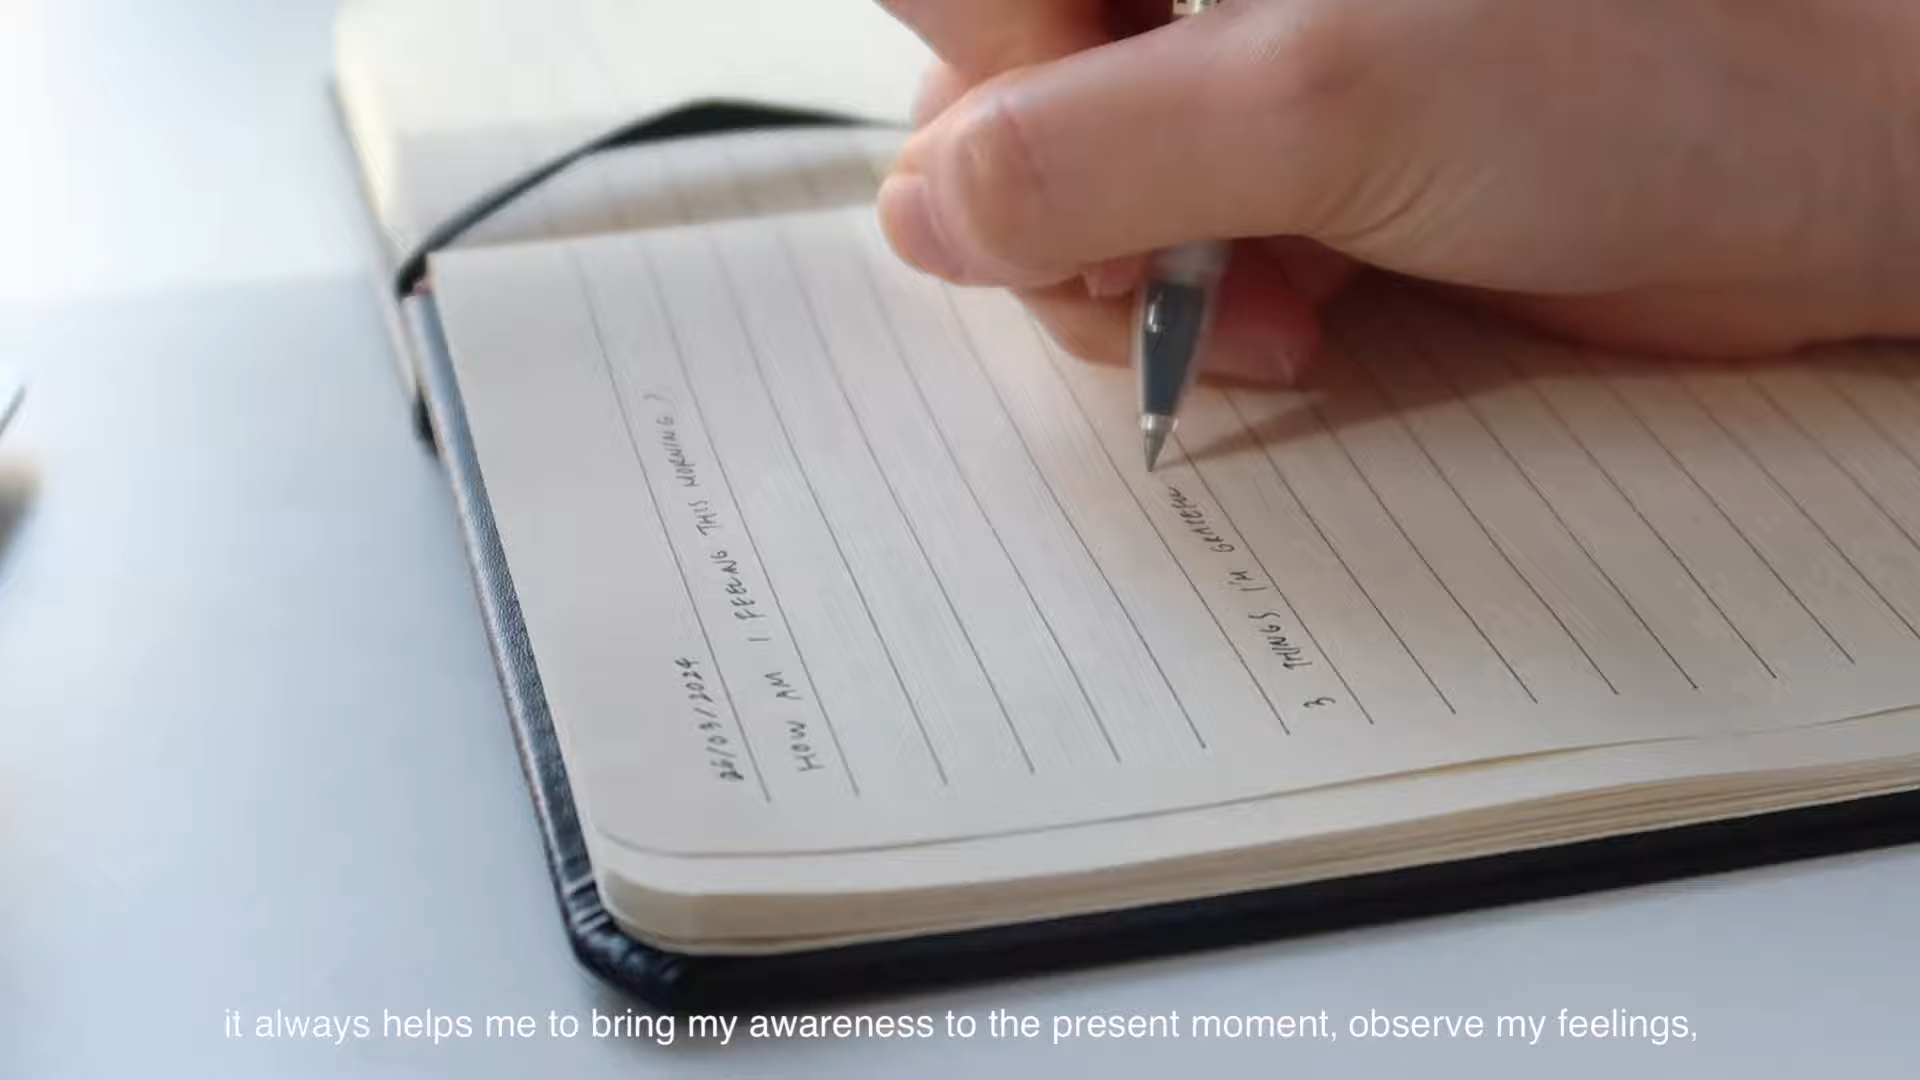 26/03/2024
HOW AM I FEELING THIS MORNING ?
3 THINGS I'M GRATEFUL
it always helps me to bring my awareness to the present moment, observe my feelings,